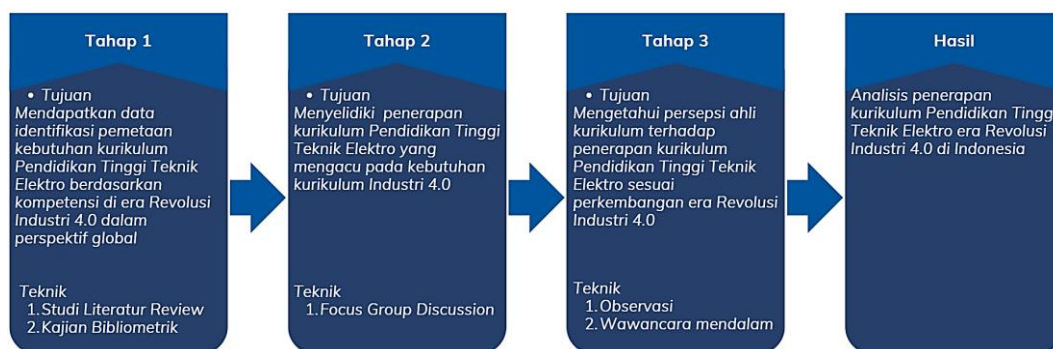 Tahap 1
• Tujuan
Mendapatkan data
identifikasi pemetaan
kebutuhan kurikulum
Pendidikan Tinggi Teknik
Elektro berdasarkan
kompetensi di era Revolusi
Industri 4.0 dalam
perspektif global
Teknik
1.Studi Literatur Review
2.Kajian Bibliometrik
Tahap 2
• Tujuan
Menyelidiki penerapan
kurikulum Pendidikan Tinggi
Teknik Elektro yang
mengacu pada kebutuhan
kurikulum Industri 4.0
Teknik
1.Focus Group Discussion
Tahap 3
• Tujuan
Mengetahui persepsi ahli
kurikulum terhadap
penerapan kurikulum
Pendidikan Tinggi Teknik
Elektro sesuai
perkembangan era Revolusi
Industri 4.0
Teknik
1.Observasi
2.Wawancara mendalam
Hasil
Analisis penerapan
kurikulum Pendidikan Tingg
Teknik Elektro era Revolusi
Industri 4.0 di Indonesia